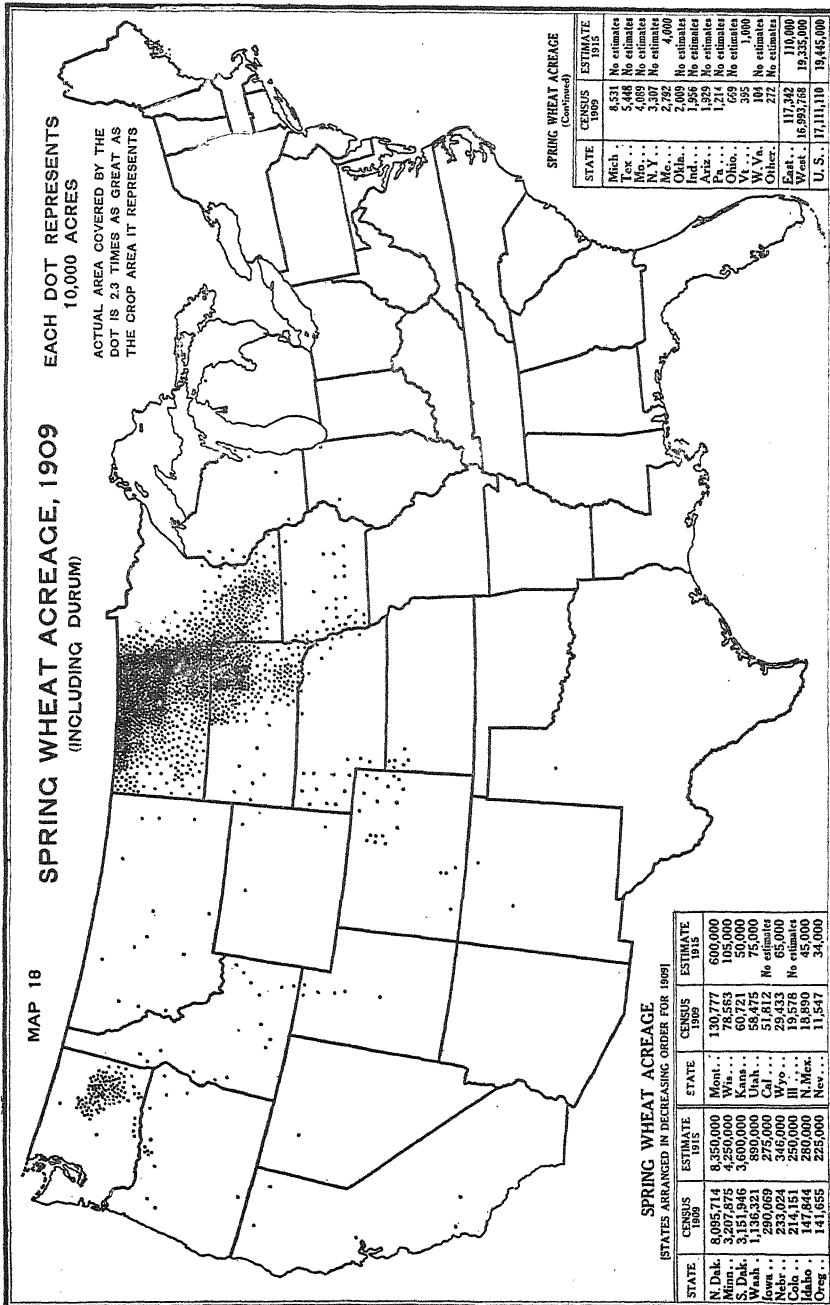 MAP 18
SPRING WHEAT ACREAGE, 1909
(INCLUDING DURUM)
EACH DOT REPRESENTS
10,000 ACRES
ACTUAL AREA COVERED BY THE
DOT IS 2.3 TIMES AS GREAT AS
THE CROP AREA IT REPRESENTS
SPRING WHEAT ACREAGE
[STATES ARRANGED IN DECREASING ORDER FOR 1909]
STATE CENSUS 1909 ESTIMATE 1915
N. Dak. 8,095,714 8,350,000
Minn.. 3,207,875 4,250,000
S. Dak. 3,151,946 3,600,000
Wash . 1,136,321 890,000
Iowa .. 290,069 275,000
Nebr .. 233,024 346,000
Colo .. 214,151 250,000
Idaho . 147,844 280,000
Oreg .. 141,655 225,000
STATE CENSUS 1909 ESTIMATE 1915
Mont.. 130,777 600,000
Wis... 78,583 105,000
Kans.. 60,721 50,000
Utah.. 58,475 75,000
Cal ... 51,812 No estimates
Wyo .. 29,433 65,000
Ill .... 19,578 No estimates
N.Mex. 18,890 45,000
Nev... 11,547 34,000
SPRING WHEAT ACREAGE
(Continued)
STATE CENSUS 1909 ESTIMATE 1915
Mich . 8,531 No estimates
Tex... 5,448 No estimates
Mo... 4,089 No estimates
N. Y .. 3,307 No estimates
Me... 2,792 4,000
Okla.. 2,009 No estimates
Ind... 1,956 No estimates
Ariz .. 1,929 No estimates
Pa ... 1,214 No estimates
Ohio.. 669 No estimates
Vt ... 395 1,000
W. Va. 104 No estimates
Other. 272 No estimates
East.. 117,342 110,000
West. 16,993,768 19,335,000
U. S.. 17,111,110 19,445,000